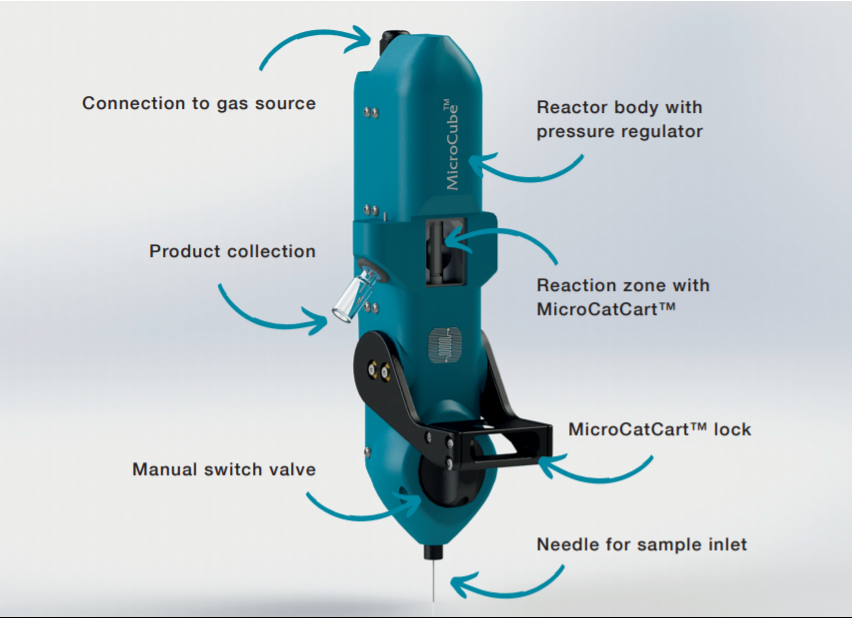 Connection to gas source
MicroCube™
Reactor body with
pressure regulator
Product collection
Reaction zone with
MicroCatCart™
MicroCatCart™ lock
Manual switch valve
Needle for sample inlet